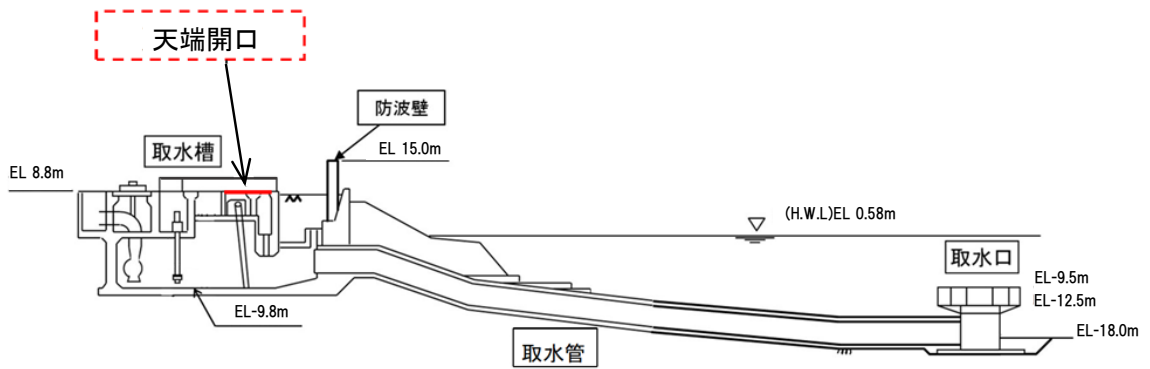 天端開口
防波壁
取水槽
EL 15.0m
EL 8.8m
(H.W.L)EL 0.58m
取水口
EL-9.5m
EL-12.5m
EL-9.8m
EL-18.0m
取水管